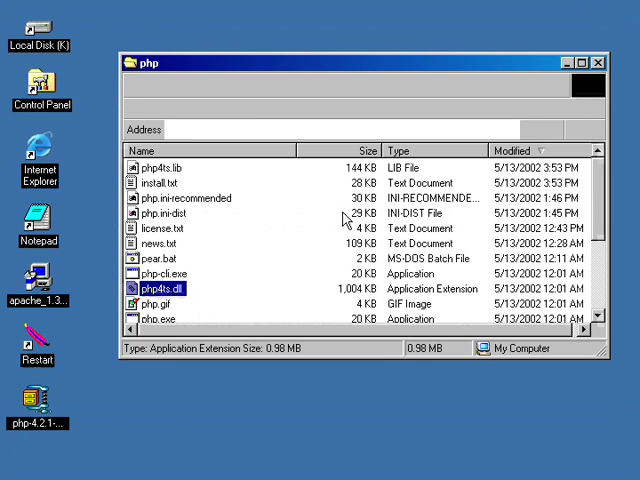 Local Disk (K)
Control Panel
Internet
Explorer
Notepad
apache_1.3...
Restart
php-4.2.1-...
php
Address
Name Size Type Modified
php4ts.lib 144 KB LIB File 5/13/2002 3:53 PM
install.txt 28 KB Text Document 5/13/2002 3:53 PM
php.ini-recommended 30 KB INI-RECOMMENDE... 5/13/2002 1:46 PM
php.ini-dist 29 KB INI-DIST File 5/13/2002 1:45 PM
license.txt 4 KB Text Document 5/13/2002 12:43 PM
news.txt 109 KB Text Document 5/13/2002 12:28 AM
pear.bat 2 KB MS-DOS Batch File 5/13/2002 12:11 AM
php-cli.exe 20 KB Application 5/13/2002 12:01 AM
php4ts.dll 1,004 KB Application Extension 5/13/2002 12:01 AM
php.gif 4 KB GIF Image 5/13/2002 12:01 AM
php.exe 20 KB Application 5/13/2002 12:01 AM
Type: Application Extension Size: 0.98 MB 0.98 MB My Computer